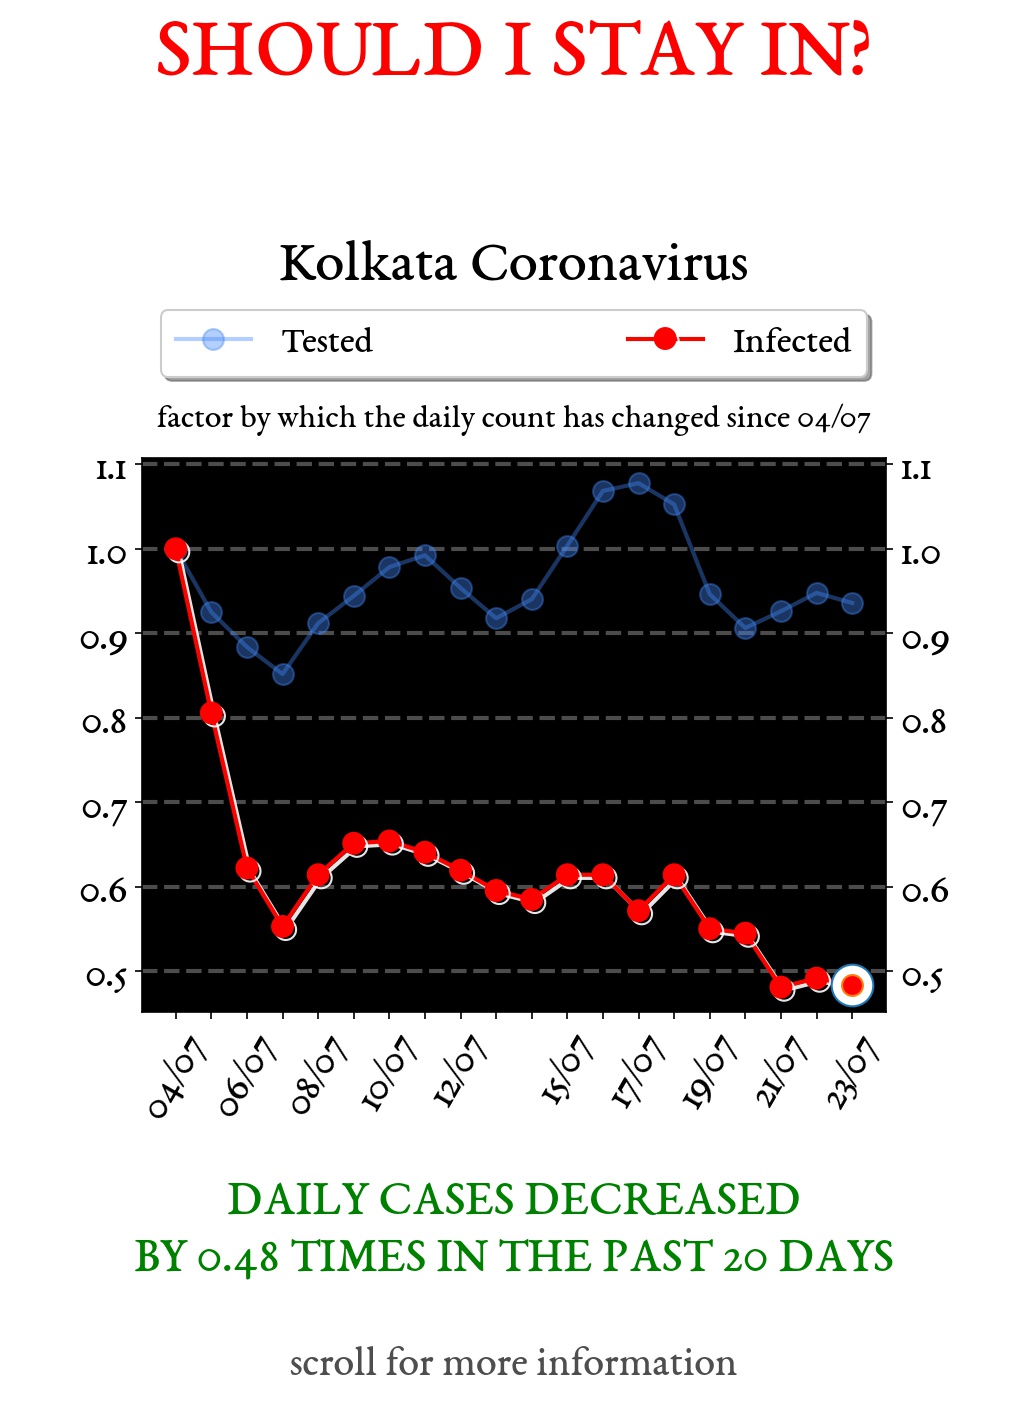 SHOULD I STAY IN?
Kolkata Coronavirus
Tested Infected
factor by which the daily count has changed since 04/07
1.1 1.1
1.0 1.0
0.9 0.9
0.8 0.8
0.7 0.7
0.6 0.6
0.5 0.5
04/07 06/07 08/07 10/07 12/07 15/07 17/07 19/07 21/07 23/07
DAILY CASES DECREASED
BY 0.48 TIMES IN THE PAST 20 DAYS
scroll for more information